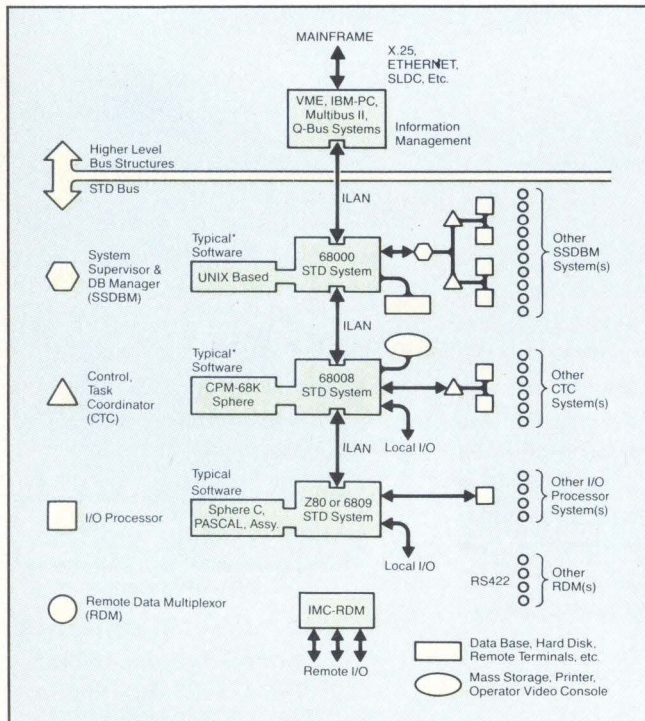 MAINFRAME
X.25,
ETHERNET,
SLDC, Etc.
VME, IBM-PC,
Multibus II,
Q-Bus Systems
Information
Management
Higher Level
Bus Structures
STD Bus
ILAN
System
Supervisor &
DB Manager
(SSDBM)
Typical*
Software
UNIX Based
68000
STD System
Other
SSDBM
System(s)
ILAN
Control,
Task
Coordinator
(CTC)
Typical*
Software
CPM-68K
Sphere
68008
STD System
Local I/O
Other
CTC
System(s)
ILAN
I/O Processor
Typical
Software
Sphere C,
PASCAL, Assy.
Z80 or 6809
STD System
Local I/O
Other I/O
Processor
System(s)
Remote Data Multiplexor
(RDM)
IMC-RDM
Remote I/O
RS422
Other
RDM(s)
Data Base, Hard Disk,
Remote Terminals, etc.
Mass Storage, Printer,
Operator Video Console